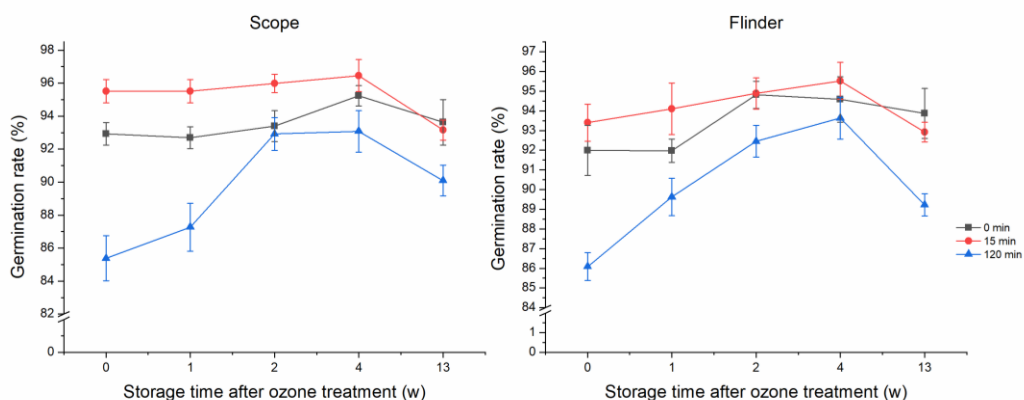 Scope
Germination rate (%)
98
96
94
92
90
88
86
84
82
0
0 1 2 4 13
Storage time after ozone treatment (w)
Flinder
Germination rate (%)
97
96
95
94
93
92
91
90
89
88
87
86
85
84
1
0
0 1 2 4 13
Storage time after ozone treatment (w)
0 min
15 min
120 min